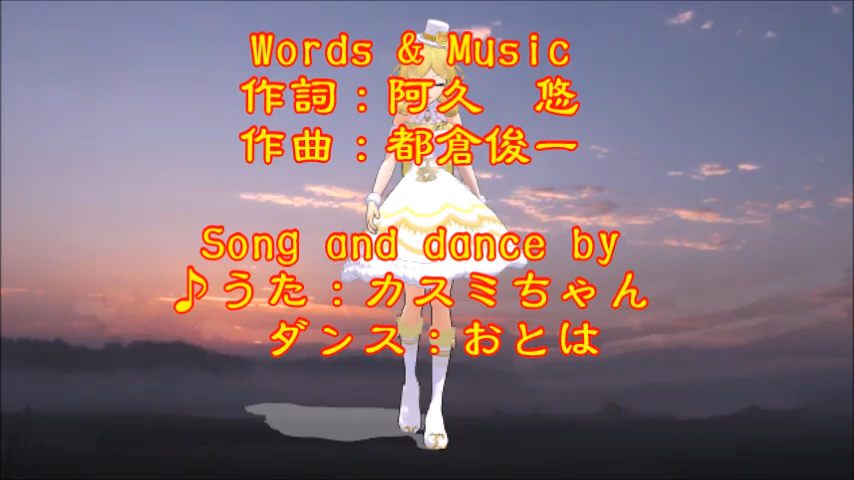 Words & Music
作詞：阿久　悠
作曲：都倉俊一
Song and dance by
♪うた：カスミちゃん
ダンス：おとは